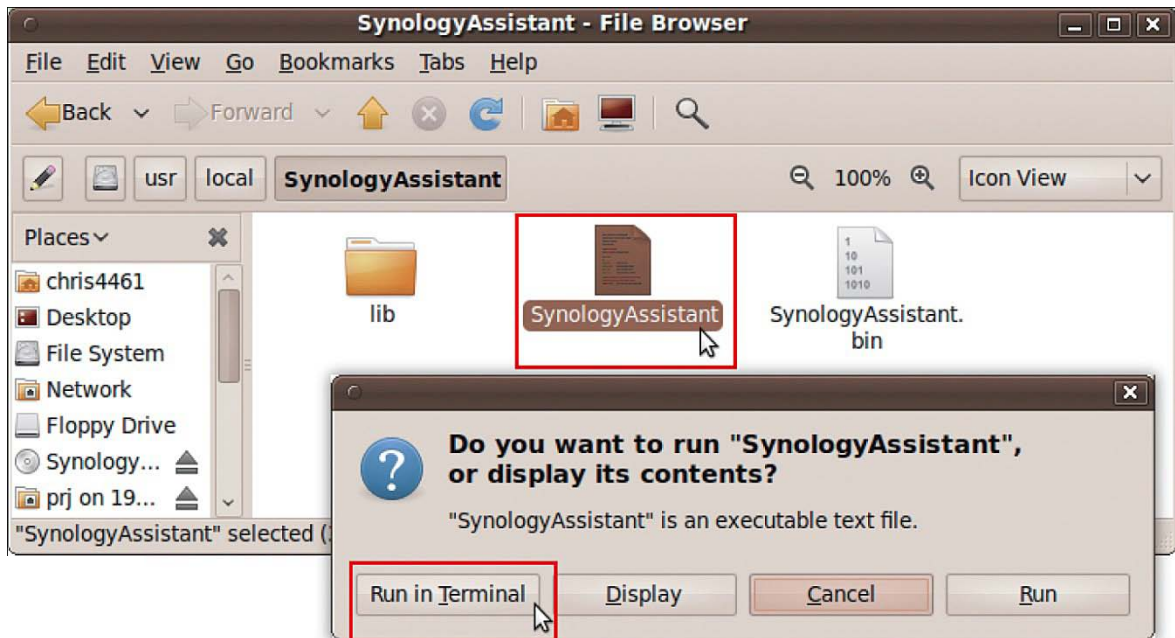 SynologyAssistant - File Browser
File Edit View Go Bookmarks Tabs Help
Back Forward
usr local SynologyAssistant 100% Icon View
Places
chris4461
Desktop
File System
Network
Floppy Drive
Synology...
prj on 19...
lib
SynologyAssistant
1
10
101
1010
SynologyAssistant.
bin
"SynologyAssistant" selected (
Do you want to run "SynologyAssistant",
or display its contents?
"SynologyAssistant" is an executable text file.
Run in Terminal Display Cancel Run